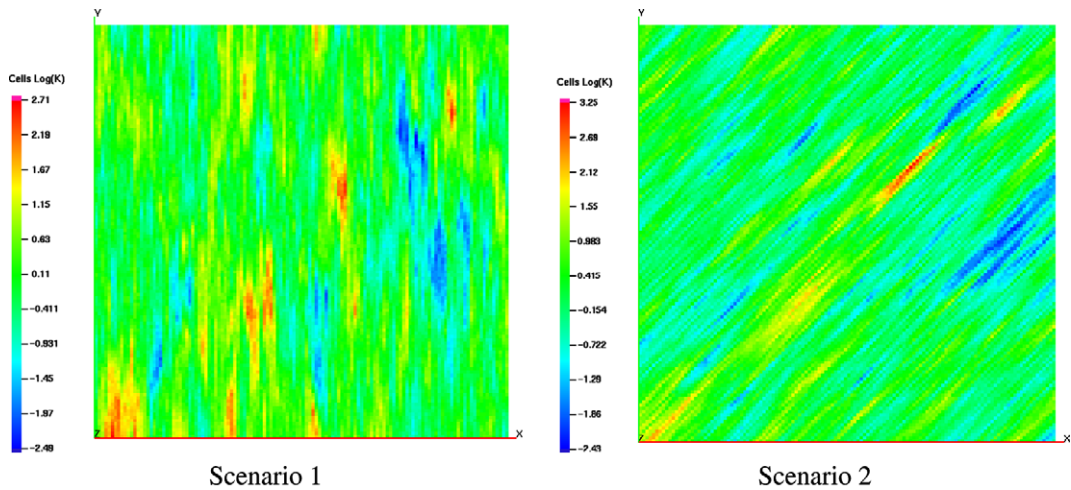 Y
Cells Log(K)
2.71
2.19
1.67
1.15
0.63
0.11
-0.411
-0.931
-1.45
-1.97
-2.49
Z
X
Scenario 1
Y
Cells Log(K)
3.25
2.68
2.12
1.55
0.983
0.415
-0.154
-0.722
-1.29
-1.86
-2.43
Z
X
Scenario 2